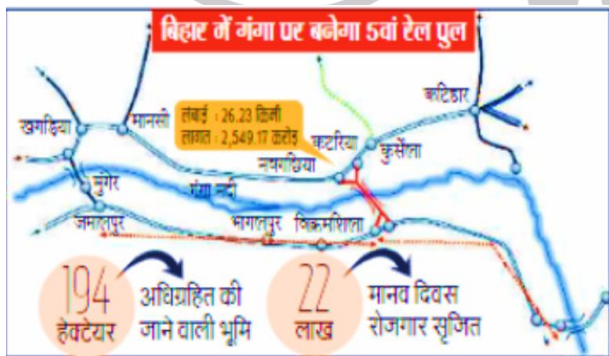 बिहार में गंगा पर बनेगा 5वां रेल पुल
कटिहार
लंबाई : 26.23 किमी
लागत : 2,549.17 करोड़
खगड़िया
मानसी
कटरिया
कुर्सेला
नवगछिया
मुंगेर
गंगा नदी
जमालपुर
भागलपुर
विक्रमशिला
194
हेक्टेयर
अधिग्रहित की
जाने वाली भूमि
22
लाख
मानव दिवस
रोजगार सृजित